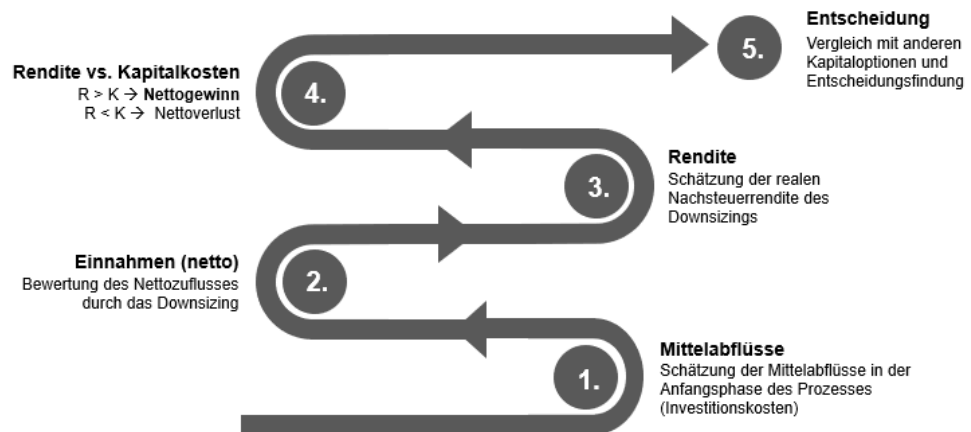 5.
Entscheidung
Vergleich mit anderen
Kapitaloptionen und
Entscheidungsfindung
Rendite vs. Kapitalkosten
R > K → Nettogewinn
R < K → Nettoverlust
4.
3.
Rendite
Schätzung der realen
Nachsteuerrendite des
Downsizings
Einnahmen (netto)
Bewertung des Nettozuflusses
durch das Downsizing
2.
1.
Mittelabflüsse
Schätzung der Mittelabflüsse in der
Anfangsphase des Prozesses
(Investitionskosten)